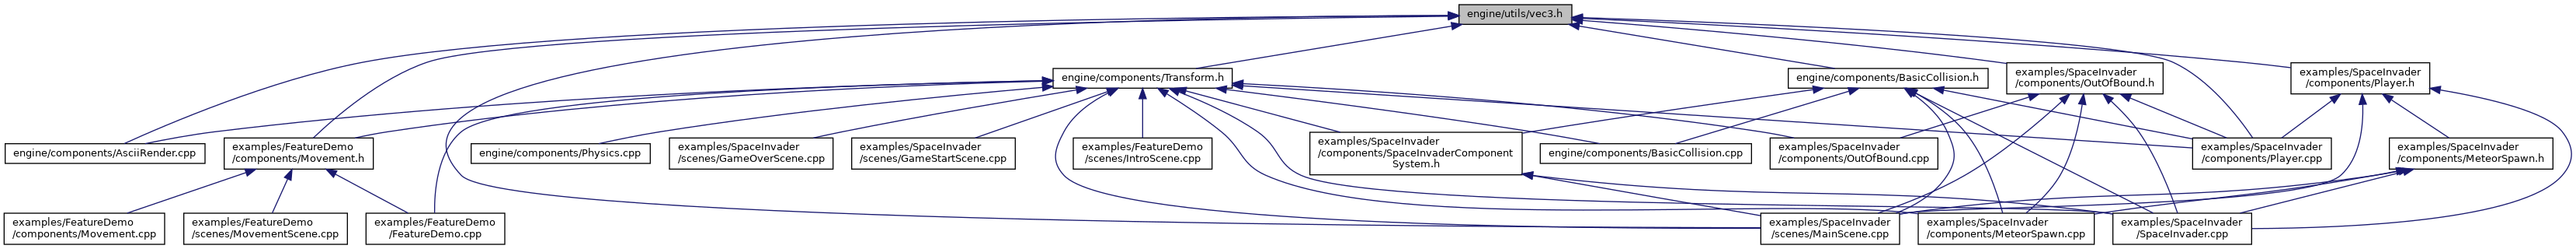 engine/utils/vec3.h
engine/components/Transform.h
engine/components/BasicCollision.h
examples/SpaceInvader
/components/OutOfBound.h
examples/SpaceInvader
/components/Player.h
engine/components/AsciiRender.cpp
examples/FeatureDemo
/components/Movement.h
engine/components/Physics.cpp
examples/SpaceInvader
/scenes/GameOverScene.cpp
examples/SpaceInvader
/scenes/GameStartScene.cpp
examples/FeatureDemo
/scenes/IntroScene.cpp
examples/SpaceInvader
/components/SpaceInvaderComponent
System.h
engine/components/BasicCollision.cpp
examples/SpaceInvader
/components/OutOfBound.cpp
examples/SpaceInvader
/components/Player.cpp
examples/SpaceInvader
/components/MeteorSpawn.h
examples/FeatureDemo
/components/Movement.cpp
examples/FeatureDemo
/scenes/MovementScene.cpp
examples/FeatureDemo
/FeatureDemo.cpp
examples/SpaceInvader
/scenes/MainScene.cpp
examples/SpaceInvader
/components/MeteorSpawn.cpp
examples/SpaceInvader
/SpaceInvader.cpp